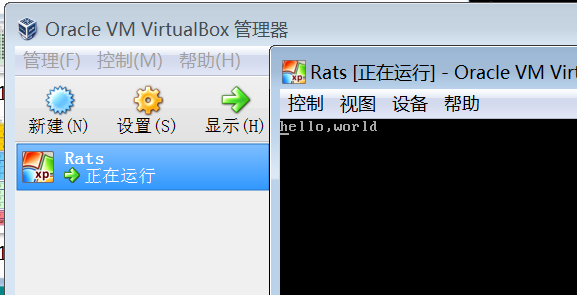 Oracle VM VirtualBox 管理器
管理(F) 控制(M) 帮助(H)
新建(N) 设置(S) 显示(H)
xp
Rats
正在运行
Rats [正在运行] - Oracle VM Virt
控制 视图 设备 帮助
hello,world